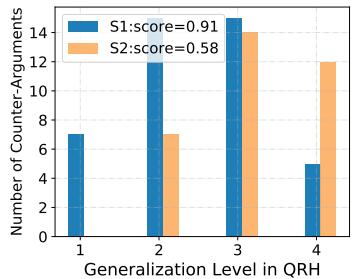 Number of Counter-Arguments
14
12
10
8
6
4
2
0
S1:score=0.91
S2:score=0.58
1 2 3 4
Generalization Level in QRH